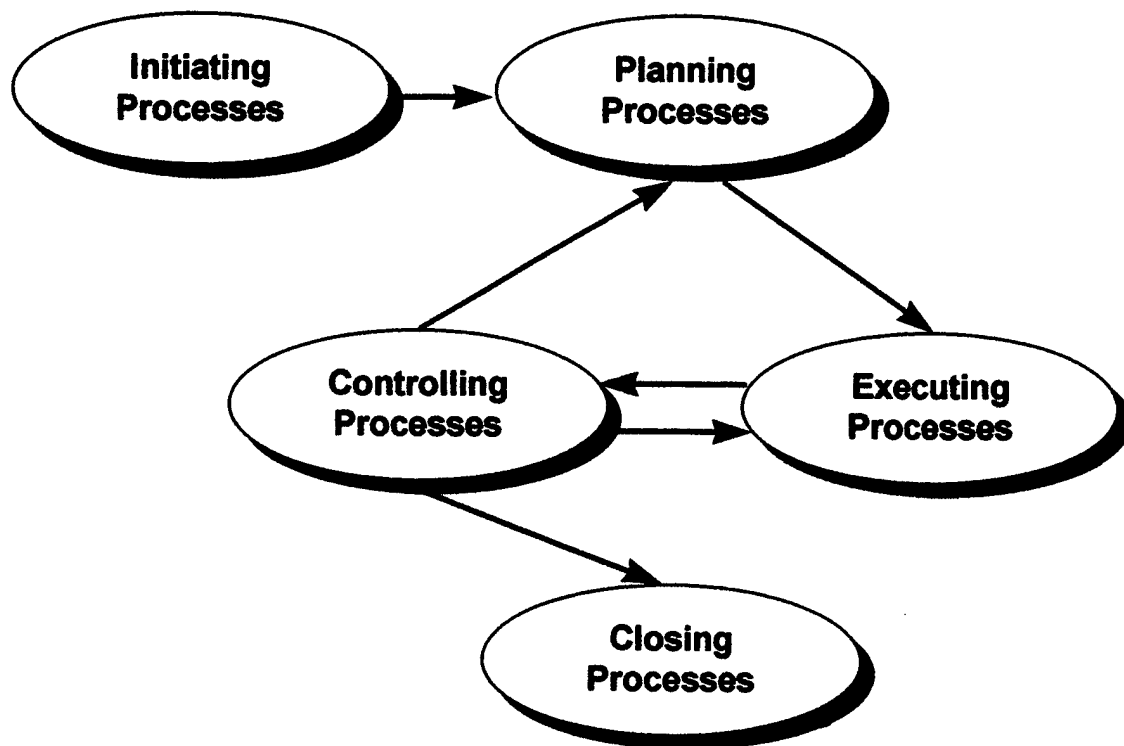 Initiating
Processes
Planning
Processes
Controlling
Processes
Executing
Processes
Closing
Processes